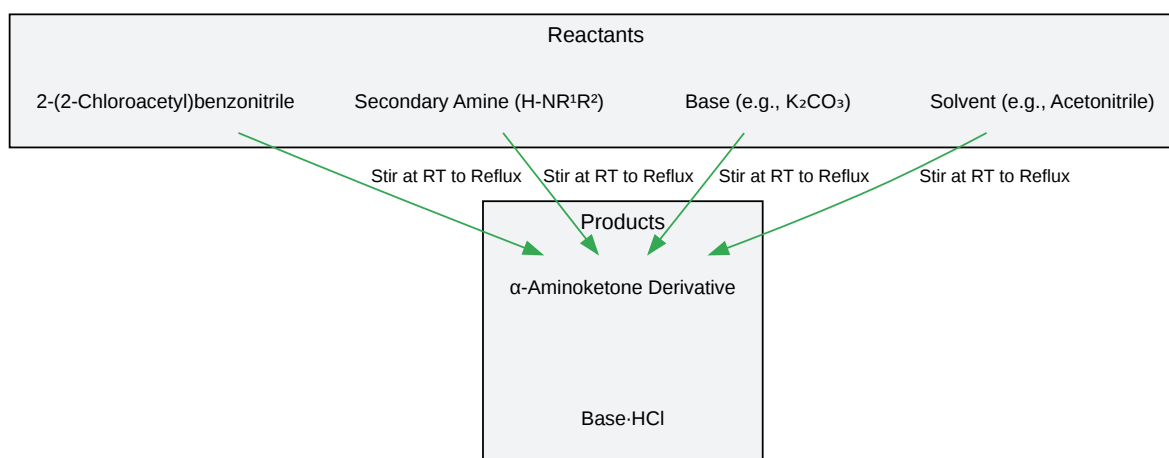 Reactants
2-(2-Chloroacetyl)benzonitrile
Secondary Amine (H-NR¹R²)
Base (e.g., K₂CO₃)
Solvent (e.g., Acetonitrile)
Stir at RT to Reflux
Stir at RT to Reflux
Stir at RT to Reflux
Stir at RT to Reflux
Products
α-Aminoketone Derivative
Base·HCl